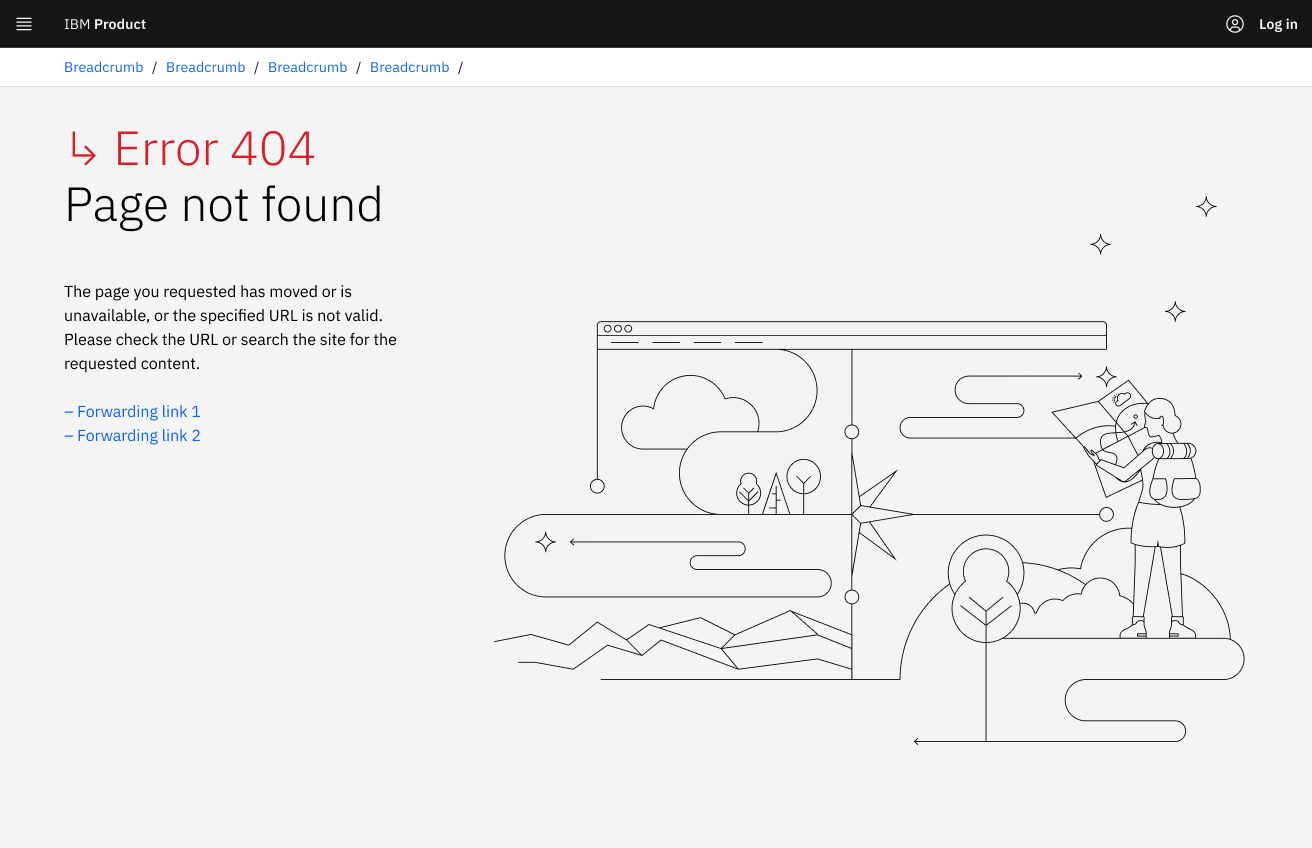 IBM Product
Log in
Breadcrumb / Breadcrumb / Breadcrumb / Breadcrumb /
↳ Error 404
Page not found
The page you requested has moved or is
unavailable, or the specified URL is not valid.
Please check the URL or search the site for the
requested content.
– Forwarding link 1
– Forwarding link 2